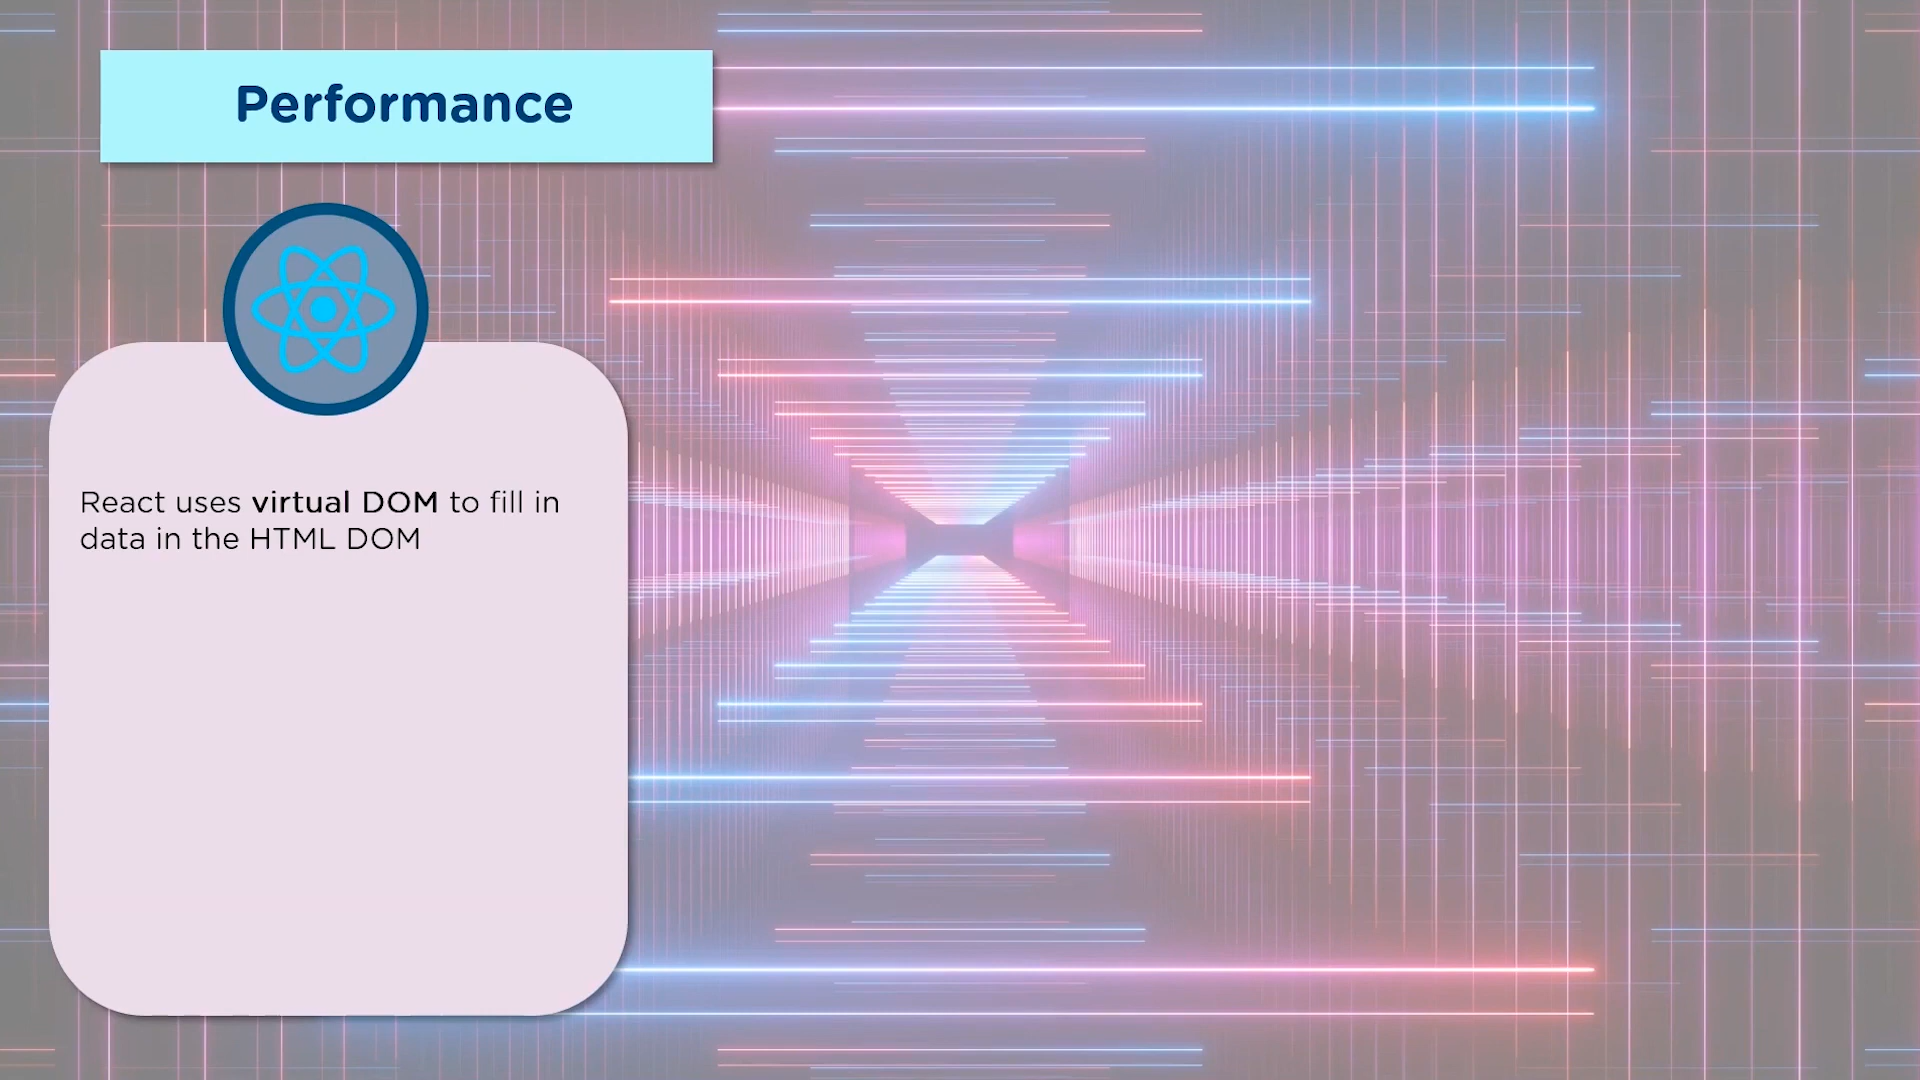 Performance
React uses virtual DOM to fill in
data in the HTML DOM